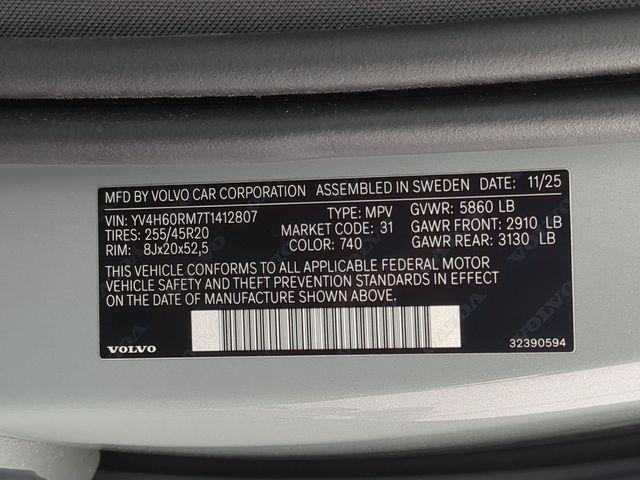 MFD BY VOLVO CAR CORPORATION ASSEMBLED IN SWEDEN DATE: 11/25
VIN: YV4H60RM7T1412807 TYPE: MPV GVWR: 5860 LB
TIRES: 255/45R20 MARKET CODE: 31 GAWR FRONT: 2910 LB
RIM: 8Jx20x52,5 COLOR: 740 GAWR REAR: 3130 LB
THIS VEHICLE CONFORMS TO ALL APPLICABLE FEDERAL MOTOR
VEHICLE SAFETY AND THEFT PREVENTION STANDARDS IN EFFECT
ON THE DATE OF MANUFACTURE SHOWN ABOVE.
VOLVO 32390594